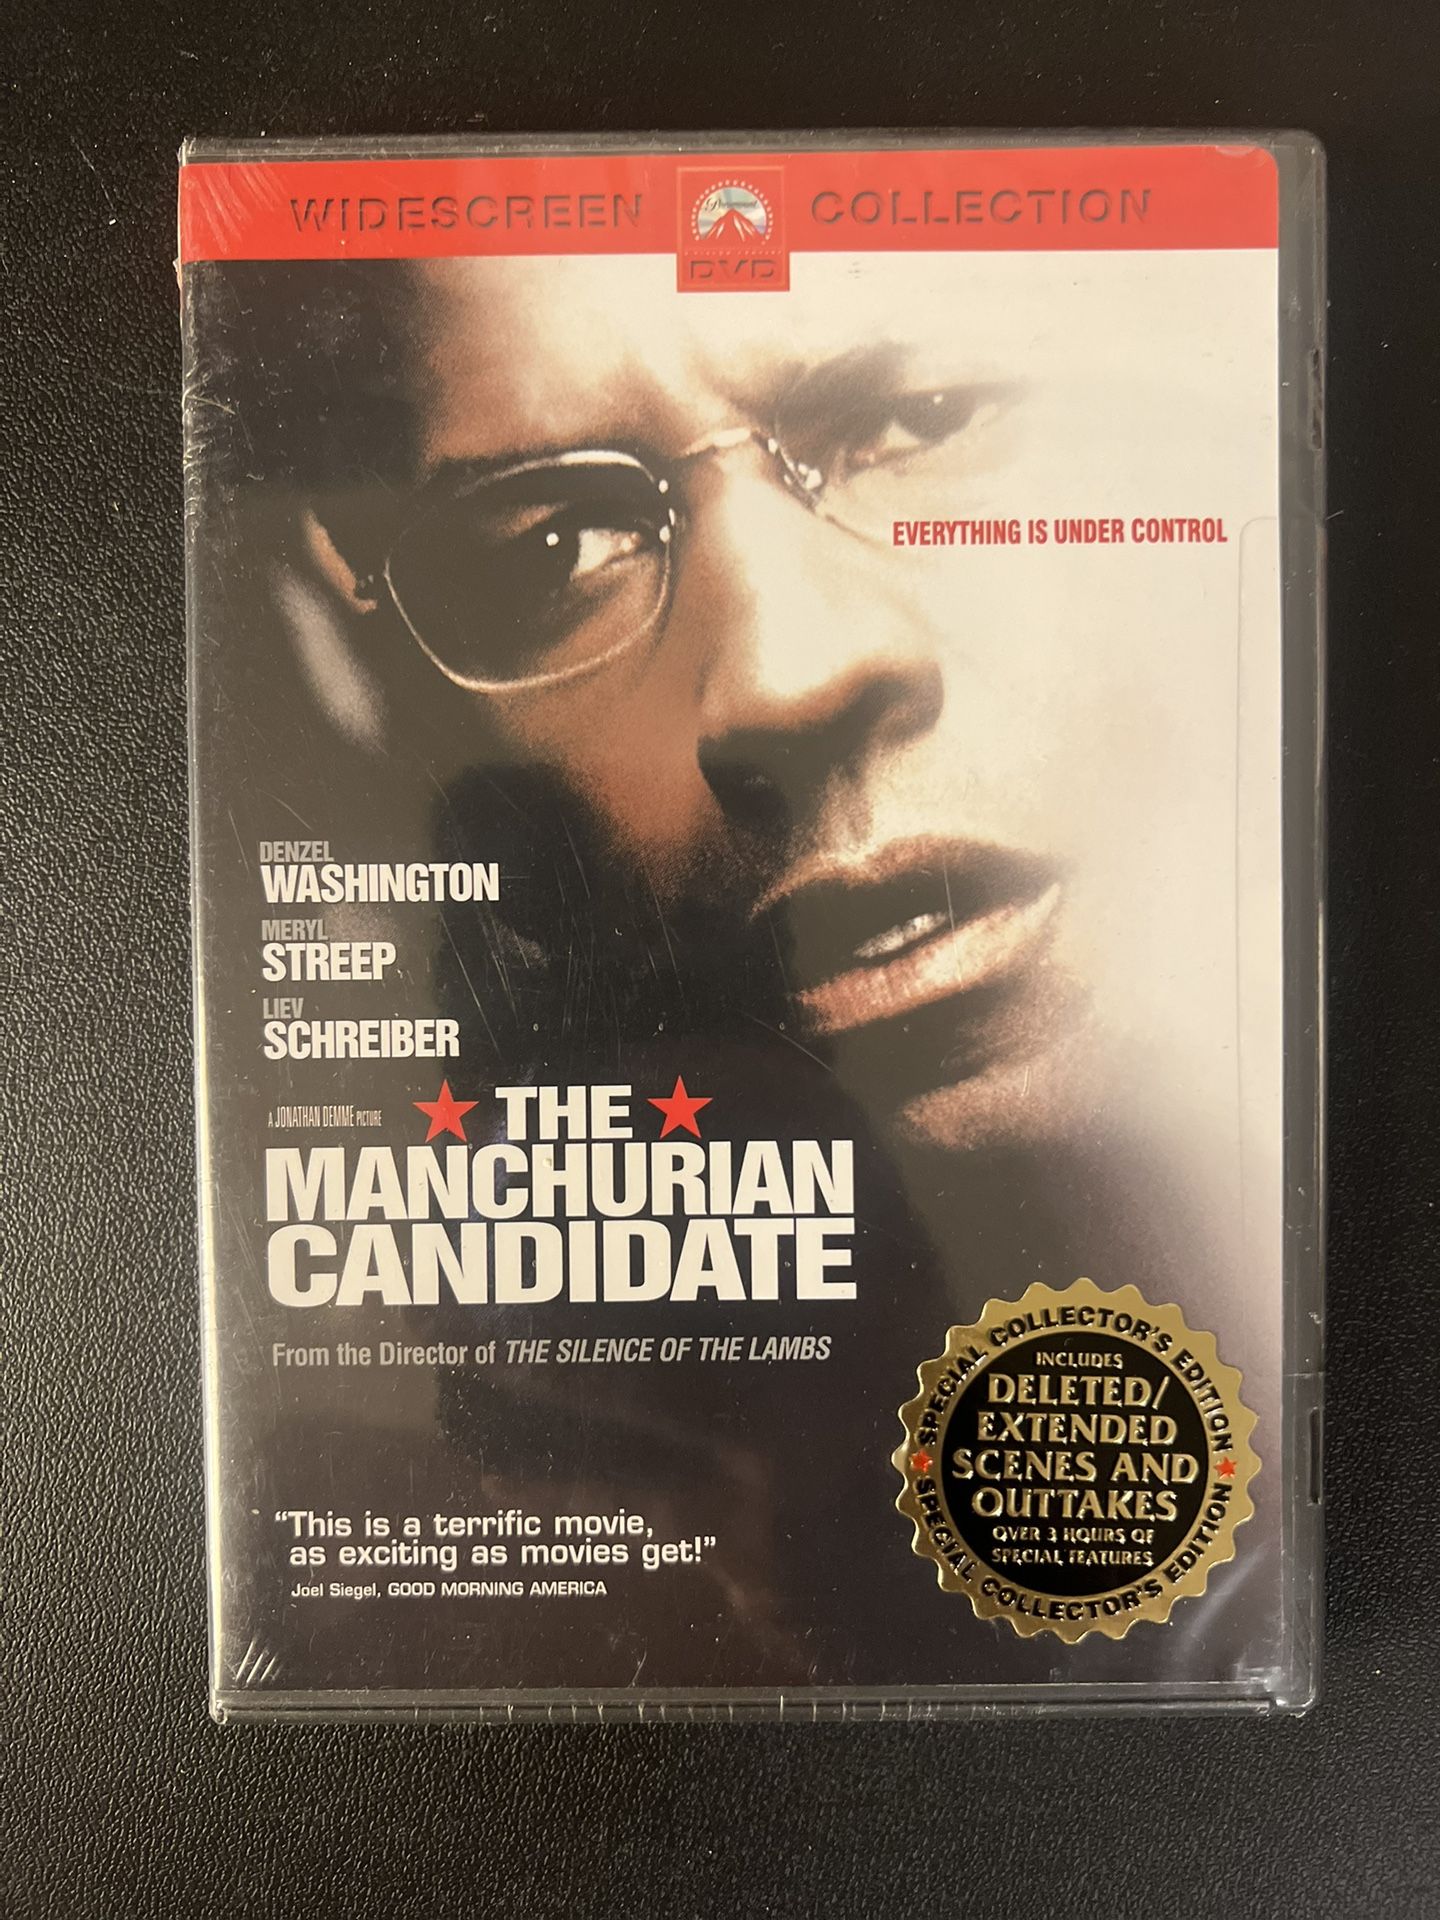 WIDESCREEN COLLECTION
Paramount
DVD
EVERYTHING IS UNDER CONTROL
DENZEL
WASHINGTON
MERYL
STREEP
LIEV
SCHREIBER
A JONATHAN DEMME PICTURE
THE
MANCHURIAN
CANDIDATE
From the Director of THE SILENCE OF THE LAMBS
SPECIAL COLLECTOR'S EDITION
INCLUDES
DELETED/
EXTENDED
SCENES AND
OUTTAKES
OVER 3 HOURS OF
SPECIAL FEATURES
SPECIAL COLLECTOR'S EDITION
"This is a terrific movie,
as exciting as movies get!"
Joel Siegel, GOOD MORNING AMERICA